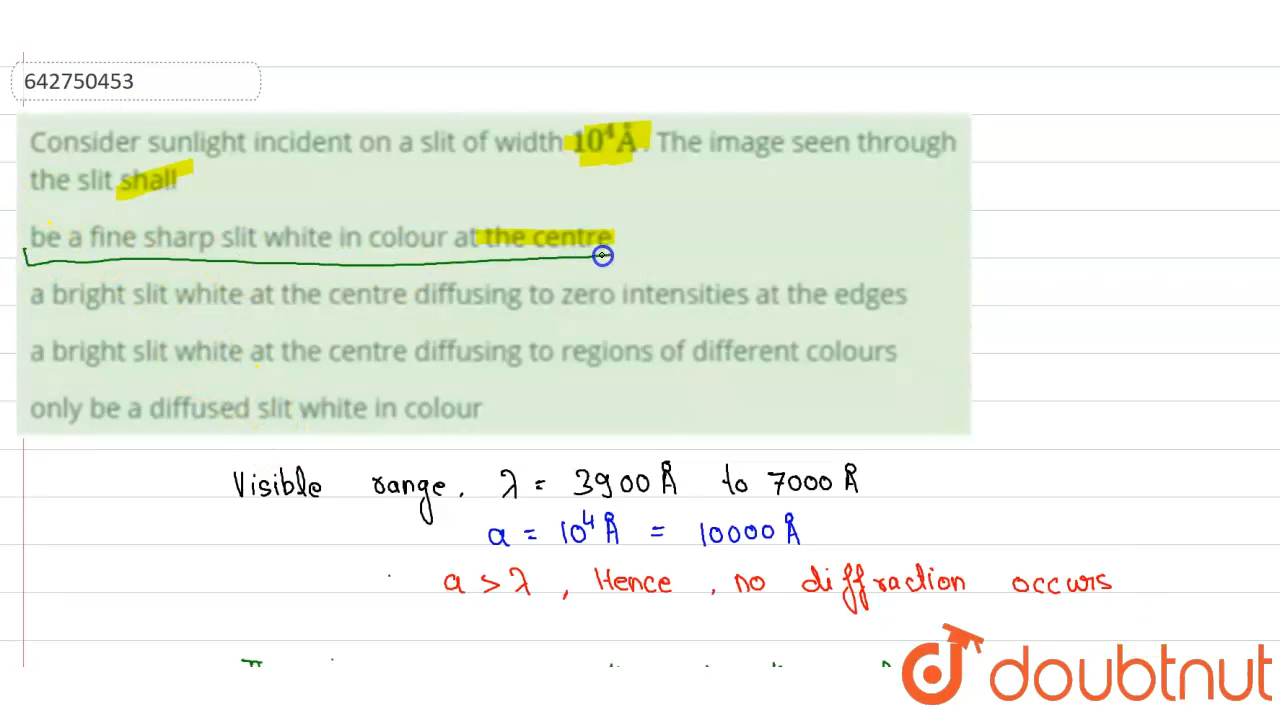 642750453
Consider sunlight incident on a slit of width 10⁴Å. The image seen through
the slit shall
be a fine sharp slit white in colour at the centre
a bright slit white at the centre diffusing to zero intensities at the edges
a bright slit white at the centre diffusing to regions of different colours
only be a diffused slit white in colour
Visible range. λ = 3900 Å to 7000 Å
a = 10⁴ Å = 10000 Å
a > λ , Hence , no diffraction occurs
doubtnut